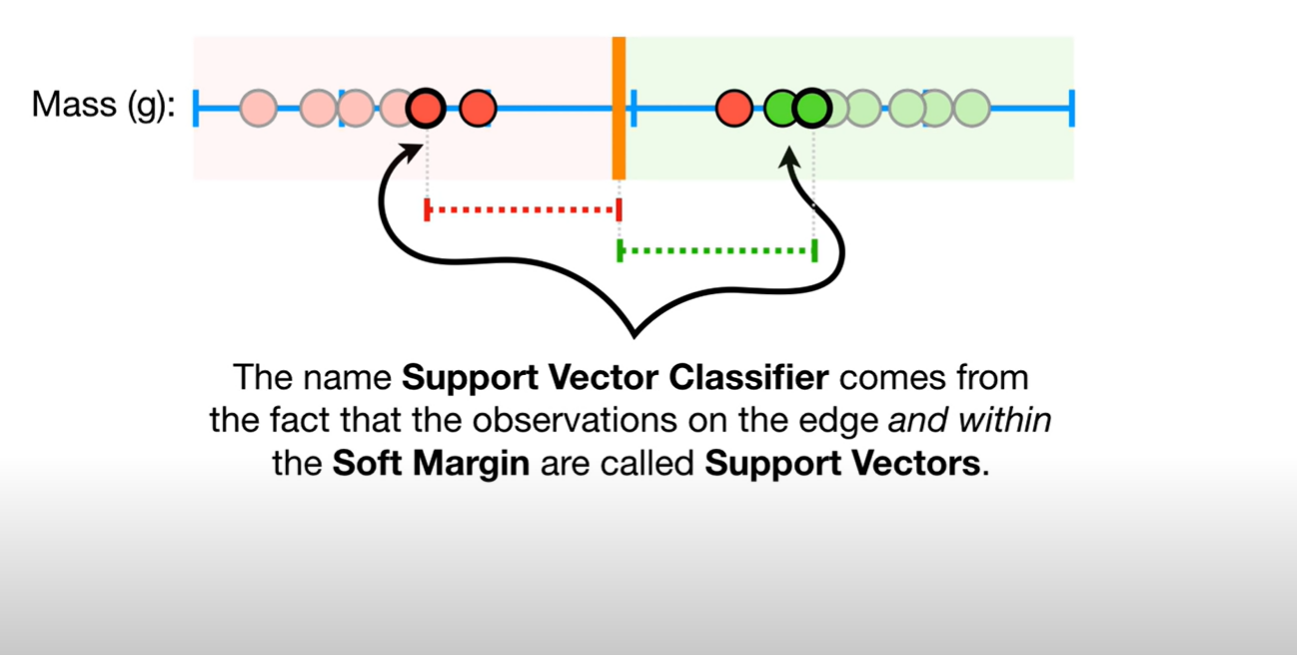 Mass (g):
The name Support Vector Classifier comes from
the fact that the observations on the edge and within
the Soft Margin are called Support Vectors.